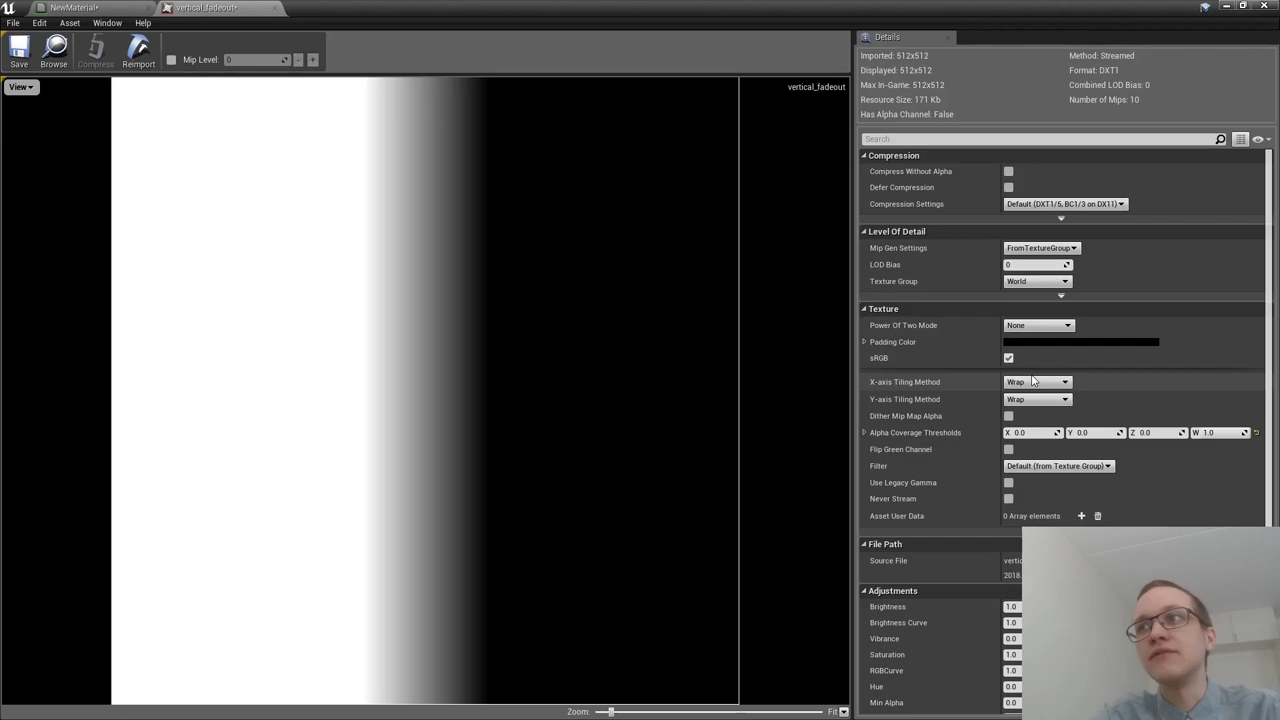 NewMaterial*
vertical_fadeout*
File Edit Asset Window Help
Save Browse Compress Reimport
Mip Level: 0 - +
View
vertical_fadeout
Zoom: Fit
Details
Imported: 512x512 Method: Streamed
Displayed: 512x512 Format: DXT1
Max In-Game: 512x512 Combined LOD Bias: 0
Resource Size: 171 Kb Number of Mips: 10
Has Alpha Channel: False
Search
Compression
Compress Without Alpha
Defer Compression
Compression Settings Default (DXT1/5, BC1/3 on DX11)
Level Of Detail
Mip Gen Settings FromTextureGroup
LOD Bias 0
Texture Group World
Texture
Power Of Two Mode None
Padding Color
sRGB
X-axis Tiling Method Wrap
Y-axis Tiling Method Wrap
Dither Mip Map Alpha
Alpha Coverage Thresholds X 0.0 Y 0.0 Z 0.0 W 1.0
Flip Green Channel
Filter Default (from Texture Group)
Use Legacy Gamma
Never Stream
Asset User Data 0 Array elements +
File Path
Source File vertic
2018.
Adjustments
Brightness 1.0
Brightness Curve 1.0
Vibrance 0.0
Saturation 1.0
RGBCurve 1.0
Hue 0.0
Min Alpha 0.0